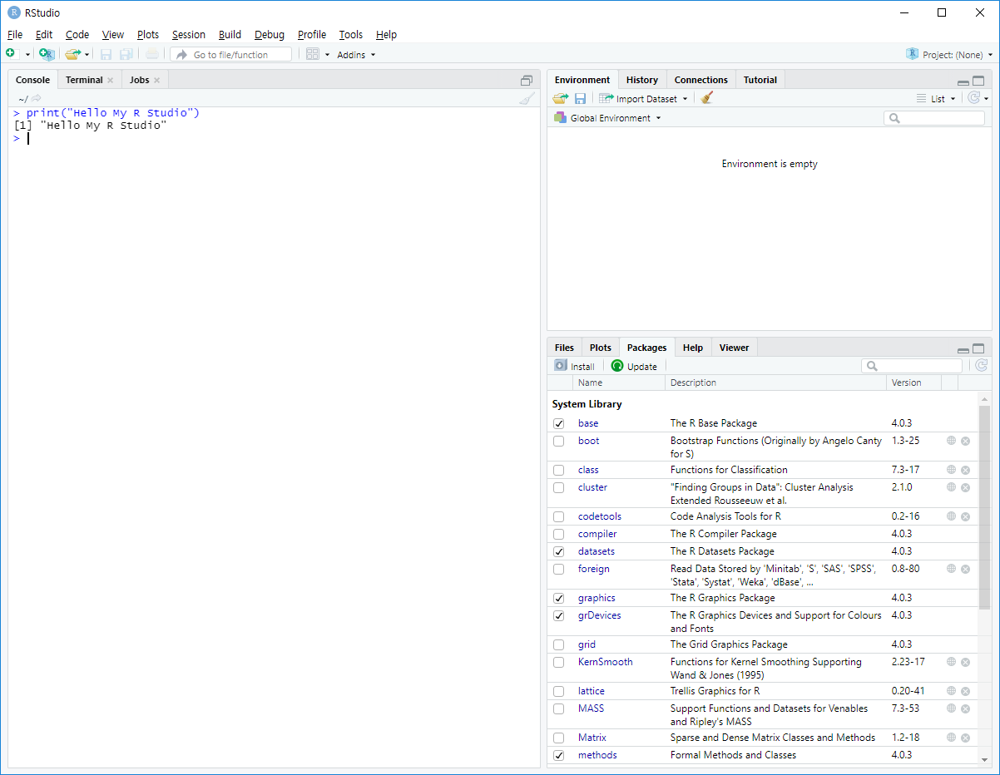 RStudio
File Edit Code View Plots Session Build Debug Profile Tools Help
Go to file/function Addins Project: (None)
Console Terminal Jobs
~/
> print("Hello My R Studio")
[1] "Hello My R Studio"
>
Environment History Connections Tutorial
Import Dataset List
Global Environment
Environment is empty
Files Plots Packages Help Viewer
Install Update
Name Description Version
System Library
base The R Base Package 4.0.3
boot Bootstrap Functions (Originally by Angelo Canty 1.3-25
for S)
class Functions for Classification 7.3-17
cluster "Finding Groups in Data": Cluster Analysis 2.1.0
Extended Rousseeuw et al.
codetools Code Analysis Tools for R 0.2-16
compiler The R Compiler Package 4.0.3
datasets The R Datasets Package 4.0.3
foreign Read Data Stored by 'Minitab', 'S', 'SAS', 'SPSS', 0.8-80
'Stata', 'Systat', 'Weka', 'dBase', ...
graphics The R Graphics Package 4.0.3
grDevices The R Graphics Devices and Support for Colours 4.0.3
and Fonts
grid The Grid Graphics Package 4.0.3
KernSmooth Functions for Kernel Smoothing Supporting 2.23-17
Wand & Jones (1995)
lattice Trellis Graphics for R 0.20-41
MASS Support Functions and Datasets for Venables 7.3-53
and Ripley's MASS
Matrix Sparse and Dense Matrix Classes and Methods 1.2-18
methods Formal Methods and Classes 4.0.3